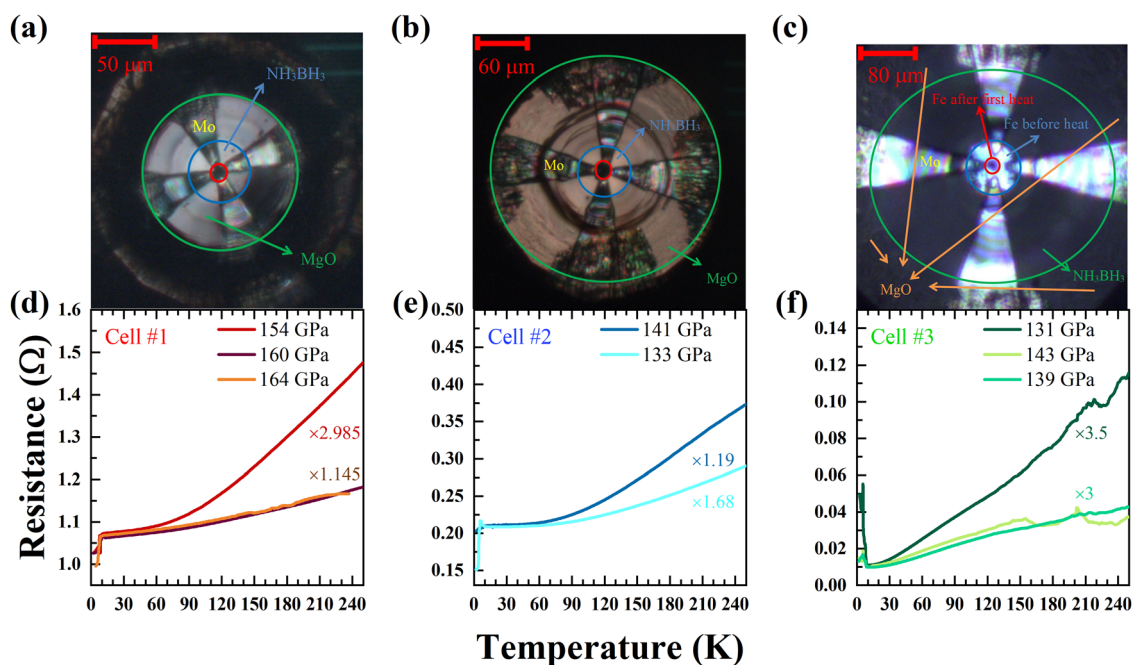 (a)
50 μm
NH₃BH₃
Mo
MgO
(b)
60 μm
NH₃BH₃
Mo
MgO
(c)
80 μm
Fe after first heat
Fe before heat
Mo
NH₃BH₃
MgO
(d)
Resistance (Ω)
1.6
1.5
1.4
1.3
1.2
1.1
1.0
Cell #1
154 GPa
160 GPa
164 GPa
×2.985
×1.145
0 30 60 90 120 150 180 210 240
(e)
0.50
0.45
0.40
0.35
0.30
0.25
0.20
0.15
Cell #2
141 GPa
133 GPa
×1.19
×1.68
0 30 60 90 120 150 180 210 240
(f)
0.14
0.12
0.10
0.08
0.06
0.04
0.02
0.00
Cell #3
131 GPa
143 GPa
139 GPa
×3.5
×3
0 30 60 90 120 150 180 210 240
Temperature (K)